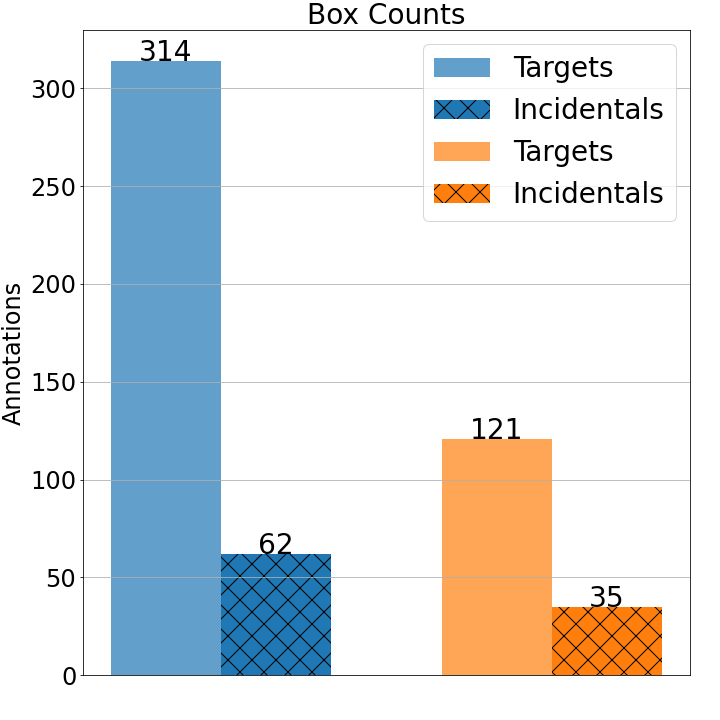 Box Counts
314
Targets
Incidentals
Targets
Incidentals
300
250
200
150
100
50
0
Annotations
121
62
35